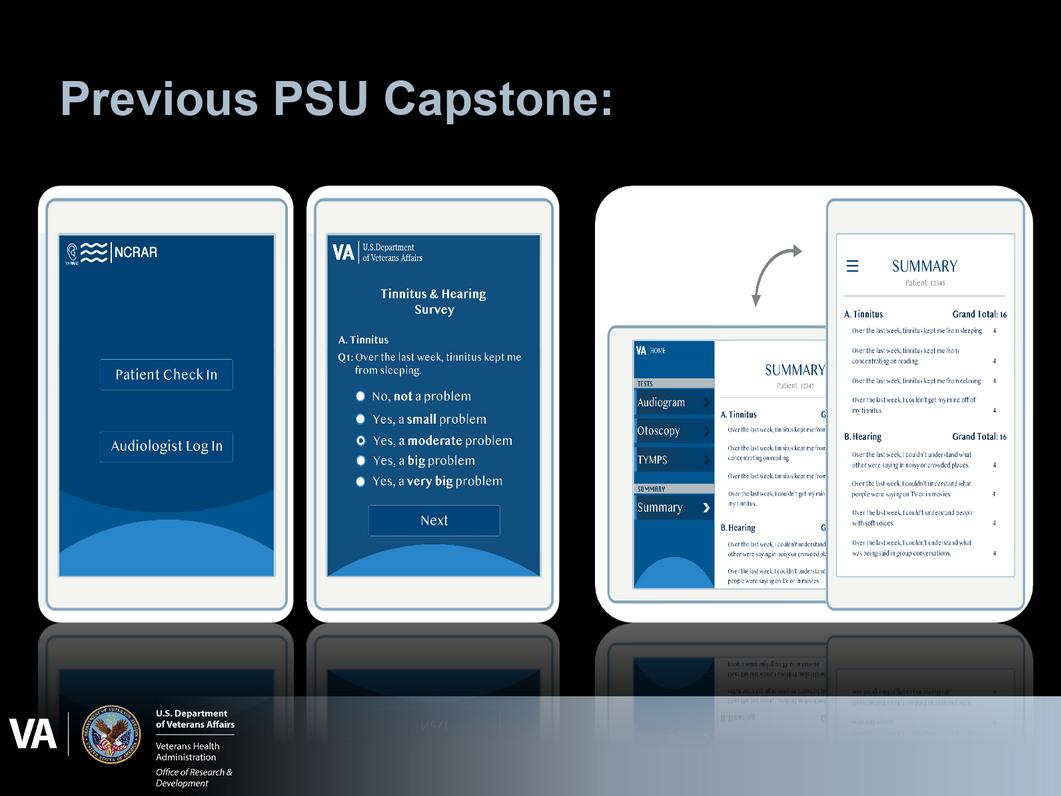 Previous PSU Capstone:
NCRAR
Patient Check In
Audiologist Log In
VA
U.S.Department
of Veterans Affairs
Tinnitus & Hearing
Survey
A. Tinnitus
Q1: Over the last week, tinnitus kept me
from sleeping.
No, not a problem
Yes, a small problem
Yes, a moderate problem
Yes, a big problem
Yes, a very big problem
Next
VA HOME
TESTS
Audiogram
Otoscopy
TYMPS
SUMMARY
Summary
SUMMARY
Patient: 12345
A. Tinnitus G
Over the last week, tinnitus kept me from
Over the last week, tinnitus kept me from
concentrating on reading
Over the last week, tinnitus kept me from
Over the last week, I couldn't get my min
my tinnitus.
B. Hearing G
Over the last week, I couldn't understand
other were saying in noisy or crowded pl
Over the last week, I couldn't understand
people were saying on TV or in movies.
SUMMARY
Patient: 12345
A. Tinnitus Grand Total: 16
Over the last week, tinnitus kept me from sleeping 4
Over the last week, tinnitus kept me from
concentrating on reading 4
Over the last week, tinnitus kept me from relaxing 4
Over the last week, I couldn't get my mind off of
my tinnitus 4
B. Hearing Grand Total: 16
Over the last week, I couldn't understand what
other were saying in noisy or crowded places. 4
Over the last week, I couldn't understand what
people were saying on TV or in movies. 4
Over the last week, I could't understand people
with soft voices. 4
Over the last week, I couldn't understand what
was being said in group conversations. 4
VA
U.S. Department
of Veterans Affairs
Veterans Health
Administration
Office of Research &
Development